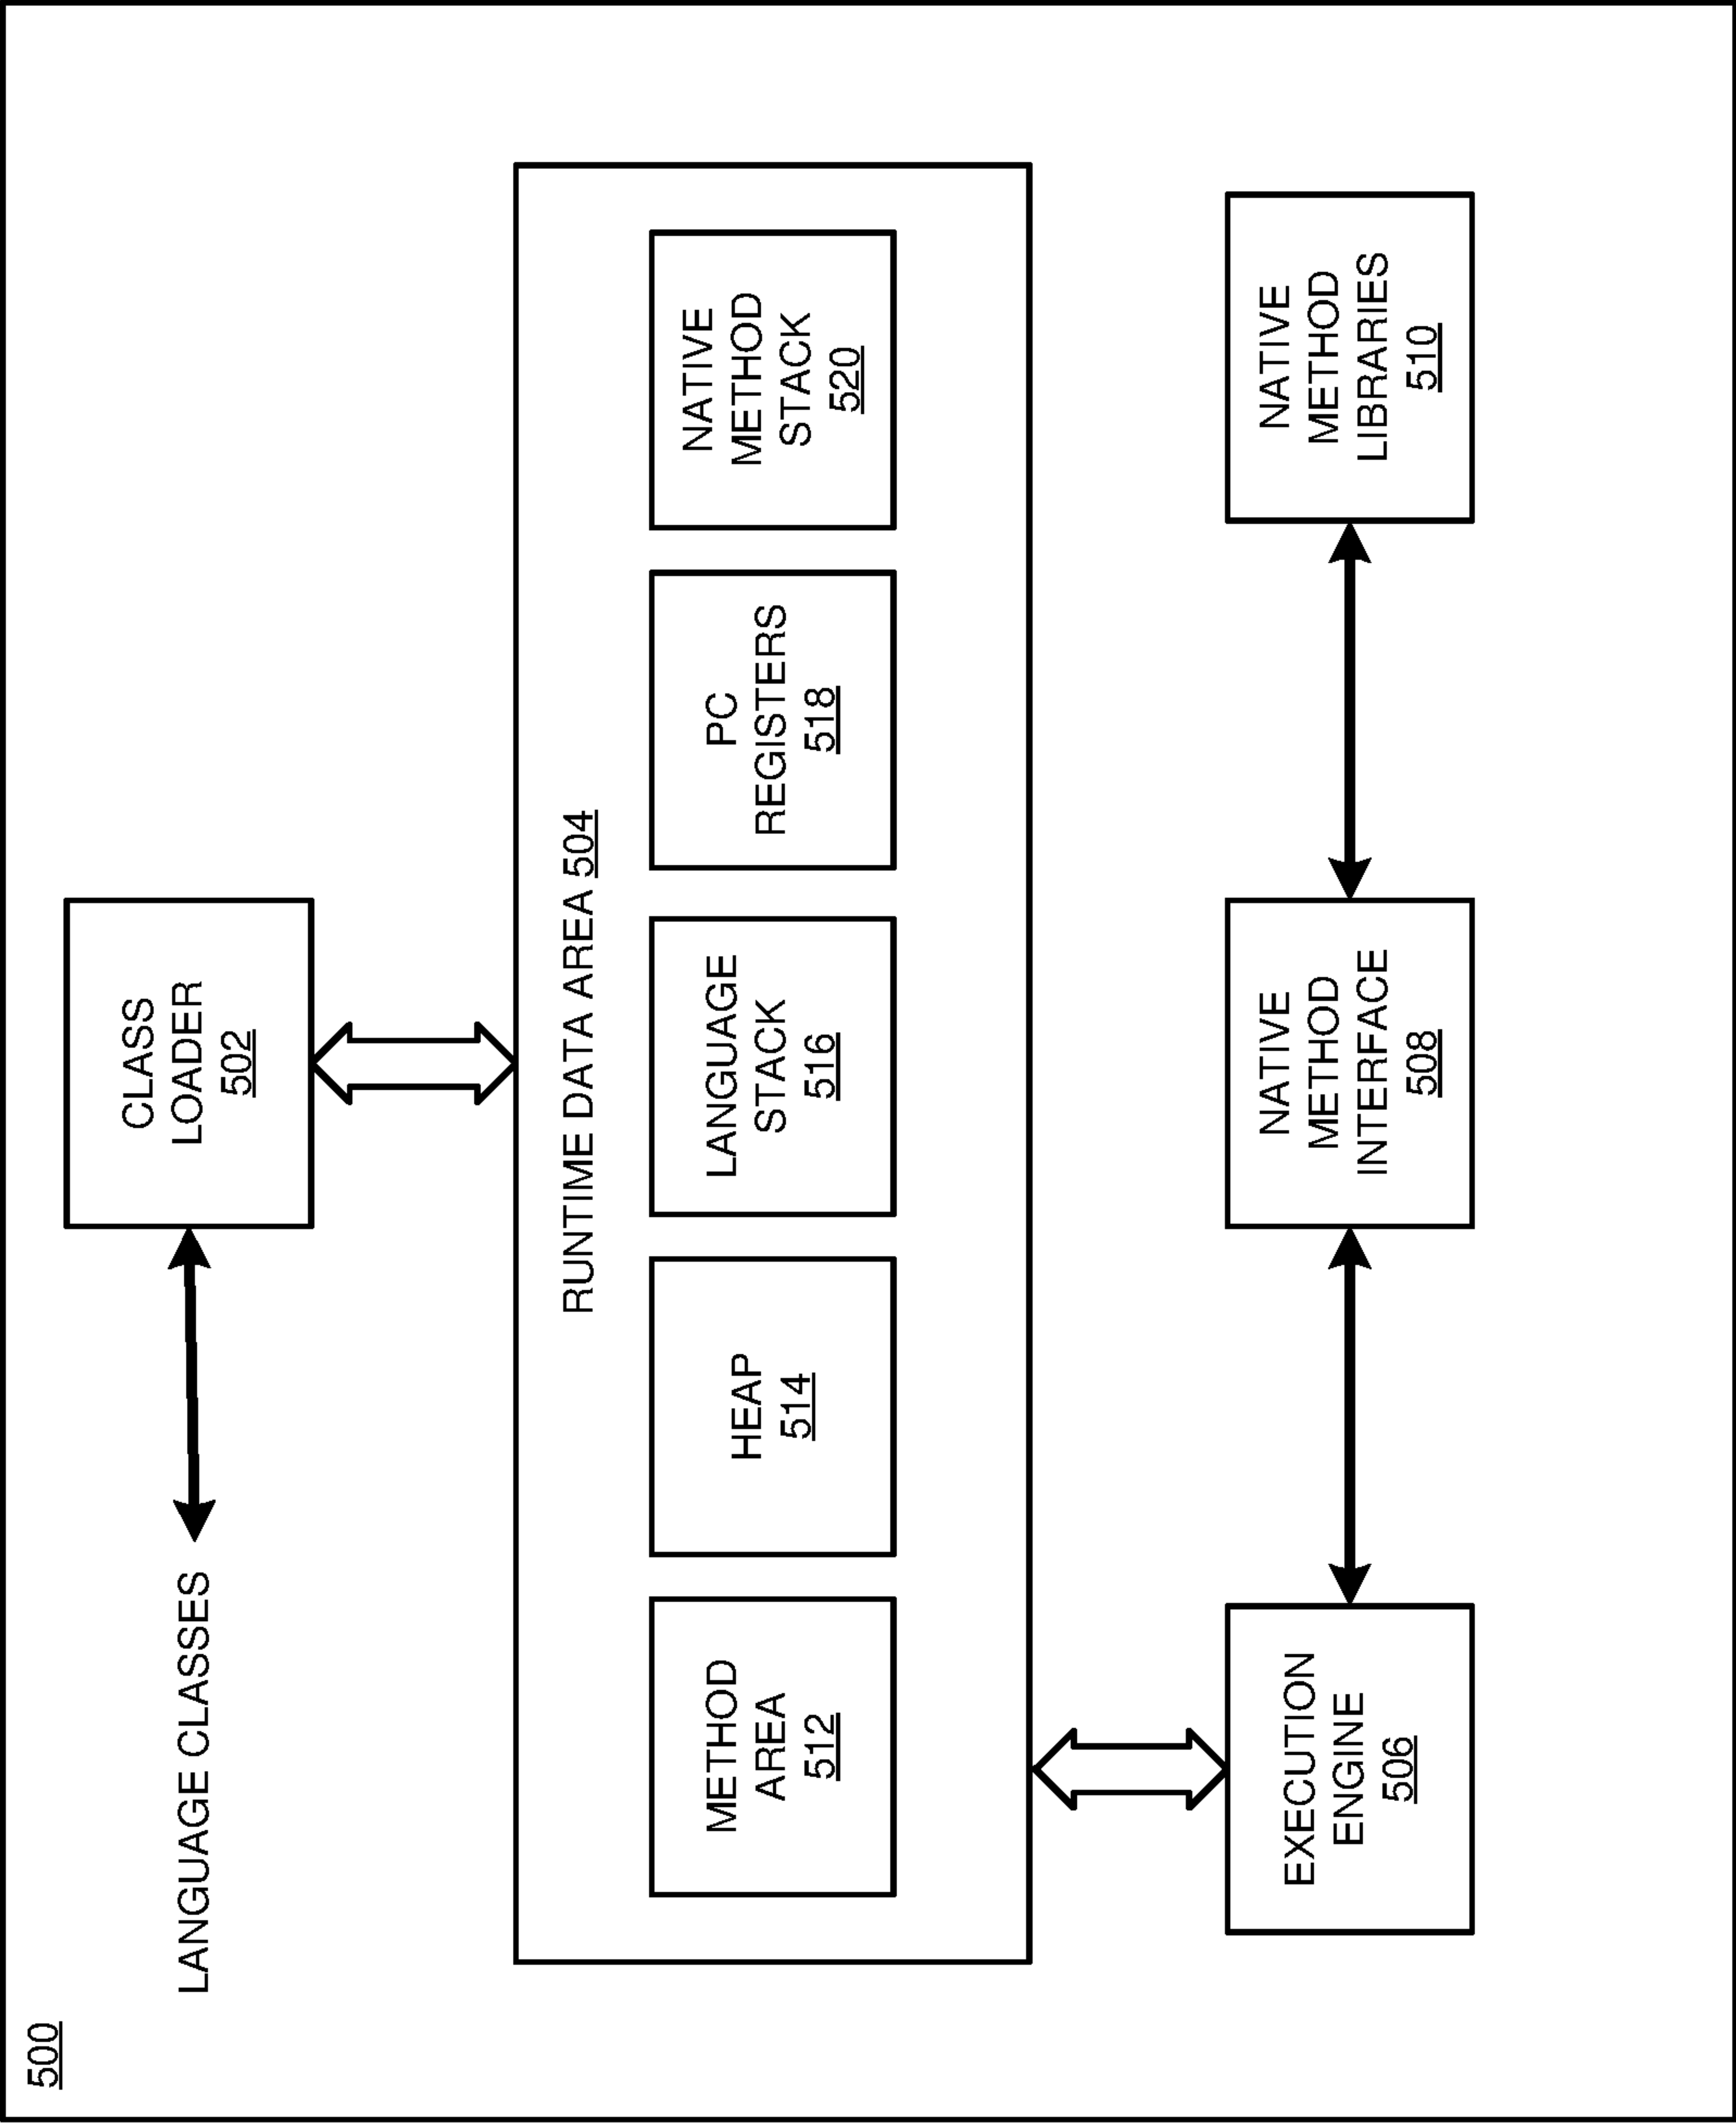 500
LANGUAGE CLASSES
CLASS
LOADER
502
RUNTIME DATA AREA 504
METHOD
AREA
512
HEAP
514
LANGUAGE
STACK
516
PC
REGISTERS
518
NATIVE
METHOD
STACK
520
EXECUTION
ENGINE
506
NATIVE
METHOD
INTERFACE
508
NATIVE
METHOD
LIBRARIES
510